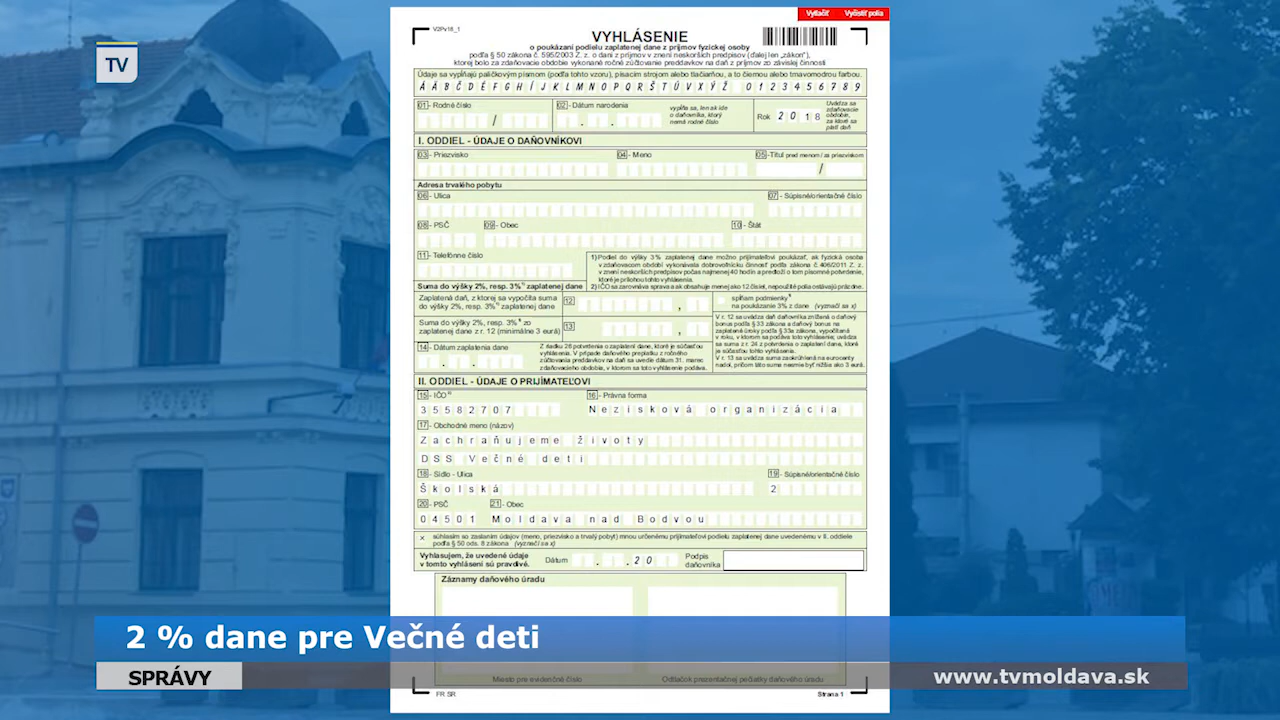 Vytlačiť Vyčistiť polia
TV
V2Pv18_1
VYHLÁSENIE
o poukázaní podielu zaplatenej dane z príjmov fyzickej osoby
podľa § 50 zákona č. 595/2003 Z. z. o dani z príjmov v znení neskorších predpisov (ďalej len „zákon"),
ktorej bolo za zdaňovacie obdobie vykonané ročné zúčtovanie preddavkov na daň z príjmov zo závislej činnosti
Údaje sa vyplňajú paličkovým písmom (podľa tohto vzoru), písacím strojom alebo tlačiarňou, a to čiernou alebo tmavomodrou farbou.
Á Ä B Č D É F G H Í J K L M N O P Q R Š T Ú V X Ý Ž 0 1 2 3 4 5 6 7 8 9
01 - Rodné číslo
/
02 - Dátum narodenia
. .
vypĺňa sa, len ak ide
o daňovníka, ktorý
nemá rodné číslo
Rok 2 0 1 8
Uvádza sa
zdaňovacie
obdobie,
za ktoré sa
platí daň
I. ODDIEL - ÚDAJE O DAŇOVNÍKOVI
03 - Priezvisko 04 - Meno 05 - Titul pred menom / za priezviskom
/
Adresa trvalého pobytu
06 - Ulica 07 - Súpisné/orientačné číslo
08 - PSČ 09 - Obec 10 - Štát
11 - Telefónne číslo
1) Podiel do výšky 3 % zaplatenej dane možno prijímateľovi poukázať, ak fyzická osoba
v zdaňovacom období vykonávala dobrovoľnícku činnosť podľa zákona č. 406/2011 Z. z.
v znení neskorších predpisov počas najmenej 40 hodín a predloží o tom písomné potvrdenie,
ktoré je prílohou tohto vyhlásenia.
2) IČO sa zarovnáva sprava a ak obsahuje menej ako 12 čísiel, nepoužité polia ostávajú prázdne.
Suma do výšky 2%, resp. 3%1) zaplatenej dane
Zaplatená daň, z ktorej sa vypočíta suma
do výšky 2%, resp. 3%1) zaplatenej dane
12
,
spĺňam podmienky
na poukázanie 3% z dane (vyznačí sa x)
Suma do výšky 2%, resp. 3% zo
zaplatenej dane z r. 12 (minimálne 3 eurá)
13
,
V r. 12 sa uvádza daň daňovníka znížená o daňový
bonus podľa § 33 zákona a daňový bonus na
zaplatené úroky podľa § 33a zákona, vypočítaná
v roku, v ktorom sa podáva toto vyhlásenie; uvádza
sa suma z r. 24 z potvrdenia o zaplatení dane, ktoré
je súčasťou tohto vyhlásenia.
V r. 13 sa uvádza suma zaokrúhlená na eurocenty
nadol, pričom táto suma nesmie byť nižšia ako 3 eurá.
14 - Dátum zaplatenia dane
. .
Z riadku 26 potvrdenia o zaplatení dane, ktoré je súčasťou
vyhlásenia. V prípade daňového preplatku z ročného
zúčtovania preddavkov na daň sa uvedie dátum 31. marec
zdaňovacieho obdobia, v ktorom sa toto vyhlásenie podáva.
II. ODDIEL - ÚDAJE O PRIJÍMATEĽOVI
15 - IČO 2) 16 - Právna forma
3 5 5 8 2 7 0 7 Nezisková organizácia
17 - Obchodné meno (názov)
Zachraňujeme životy
DSS Večné deti
18 - Sídlo - Ulica 19 - Súpisné/orientačné číslo
Školská 2
20 - PSČ 21 - Obec
0 4 5 0 1 Moldava nad Bodvou
x súhlasím so zaslaním údajov (meno, priezvisko a trvalý pobyt) mnou určenému prijímateľovi podielu zaplatenej dane uvedenému v II. oddiele
podľa § 50 ods. 8 zákona (vyznačí sa x)
Vyhlasujem, že uvedené údaje
v tomto vyhlásení sú pravdivé.
Dátum . . 2 0
Podpis
daňovníka
Záznamy daňového úradu
2 % dane pre Večné deti
SPRÁVY
www.tvmoldava.sk
Miesto pre evidenčné číslo Odtlačok prezentačnej pečiatky daňového úradu
FR SR Strana 1